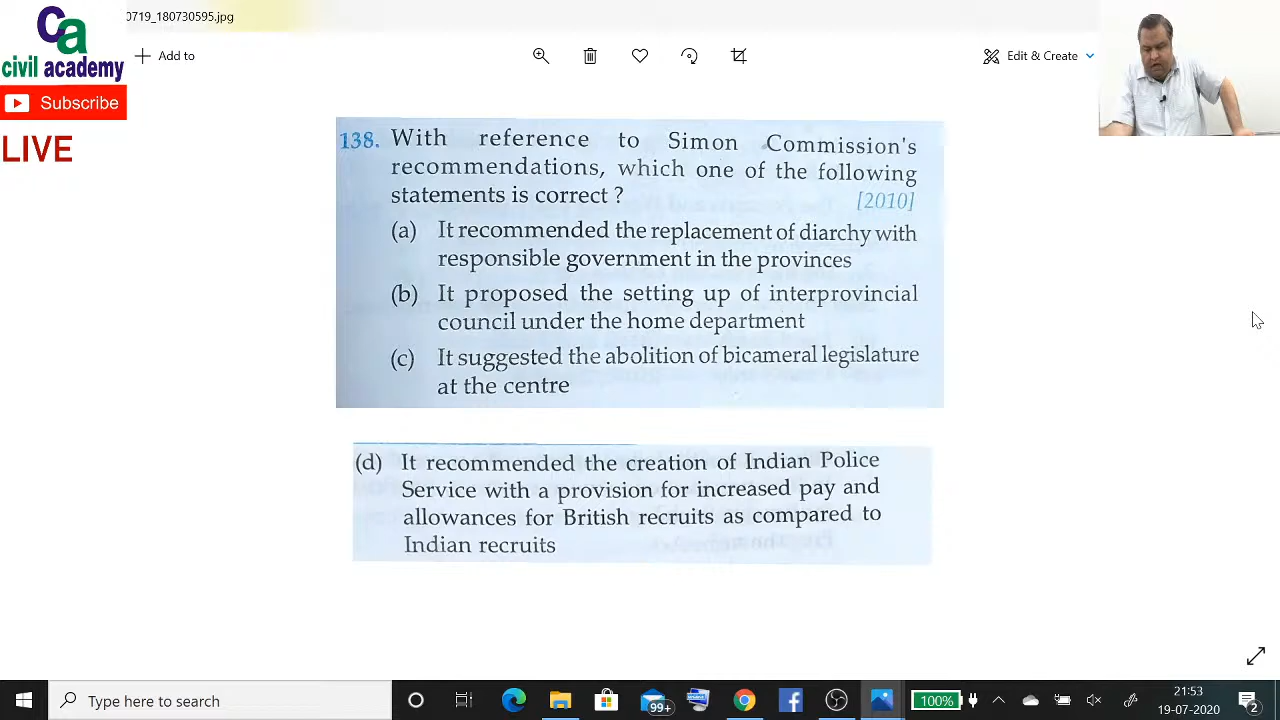 0719_180730595.jpg
ca
civil academy
Add to
Edit & Create
Subscribe
LIVE
138. With reference to Simon Commission's
recommendations, which one of the following
statements is correct ?
[2010]
(a) It recommended the replacement of diarchy with
responsible government in the provinces
(b) It proposed the setting up of interprovincial
council under the home department
(c) It suggested the abolition of bicameral legislature
at the centre
(d) It recommended the creation of Indian Police
Service with a provision for increased pay and
allowances for British recruits as compared to
Indian recruits
Type here to search
99+
100%
21:53
19-07-2020
2